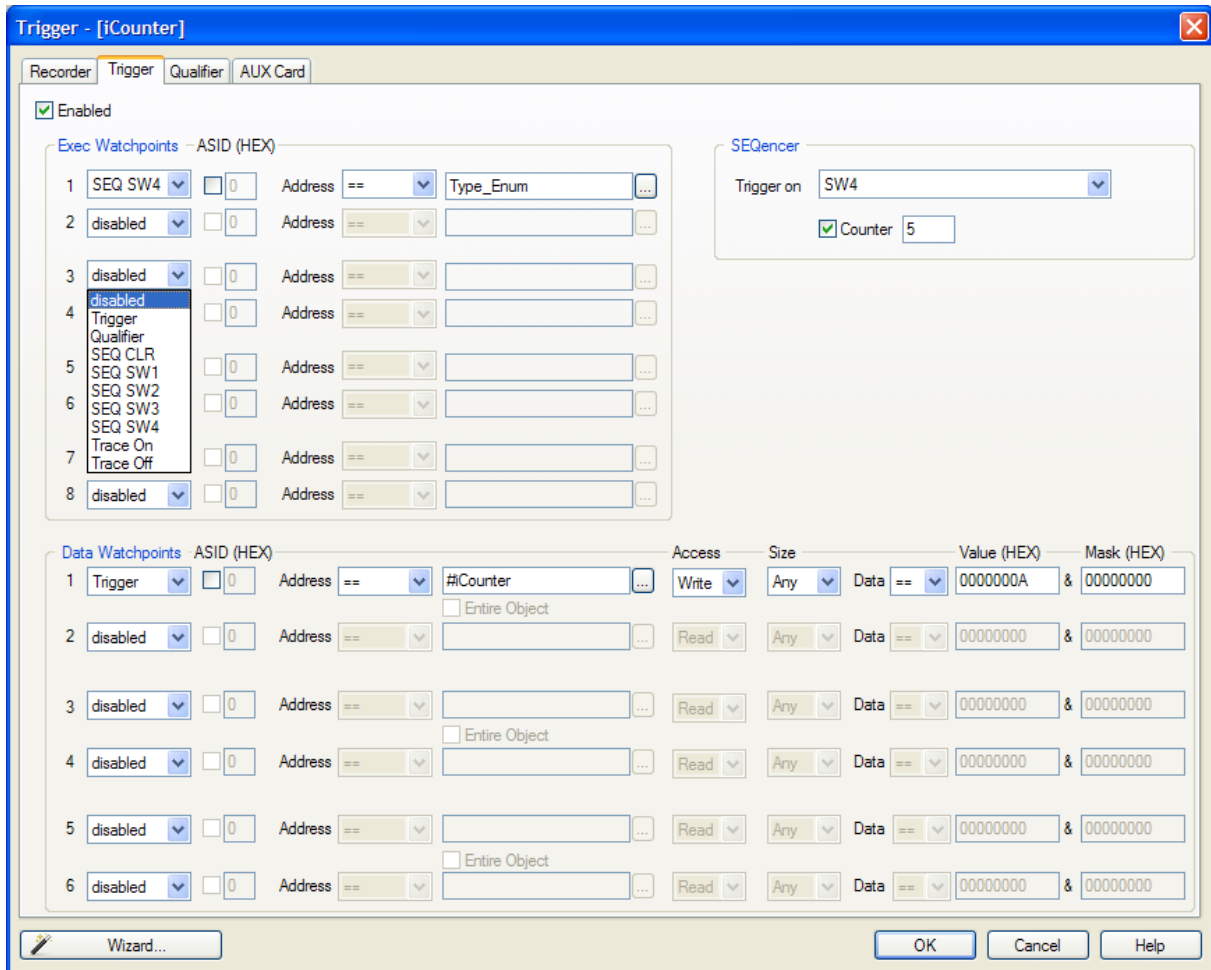 Trigger - [iCounter]
Recorder Trigger Qualifier AUX Card
Enabled
Exec Watchpoints ASID (HEX)
1 SEQ SW4 0 Address == Type_Enum ...
2 disabled 0 Address == ...
3 disabled 0 Address == ...
disabled
4 0 Address == ...
Trigger
Qualifier
SEQ CLR
5 0 Address == ...
SEQ SW1
SEQ SW2
6 0 Address == ...
SEQ SW3
SEQ SW4
Trace On
7 0 Address == ...
Trace Off
8 disabled 0 Address == ...
SEQencer
Trigger on SW4
Counter 5
Data Watchpoints ASID (HEX) Access Size Value (HEX) Mask (HEX)
1 Trigger 0 Address == #iCounter ... Write Any Data == 0000000A & 00000000
Entire Object
2 disabled 0 Address == ... Read Any Data == 00000000 & 00000000
3 disabled 0 Address == ... Read Any Data == 00000000 & 00000000
Entire Object
4 disabled 0 Address == ... Read Any Data == 00000000 & 00000000
5 disabled 0 Address == ... Read Any Data == 00000000 & 00000000
Entire Object
6 disabled 0 Address == ... Read Any Data == 00000000 & 00000000
Wizard... OK Cancel Help